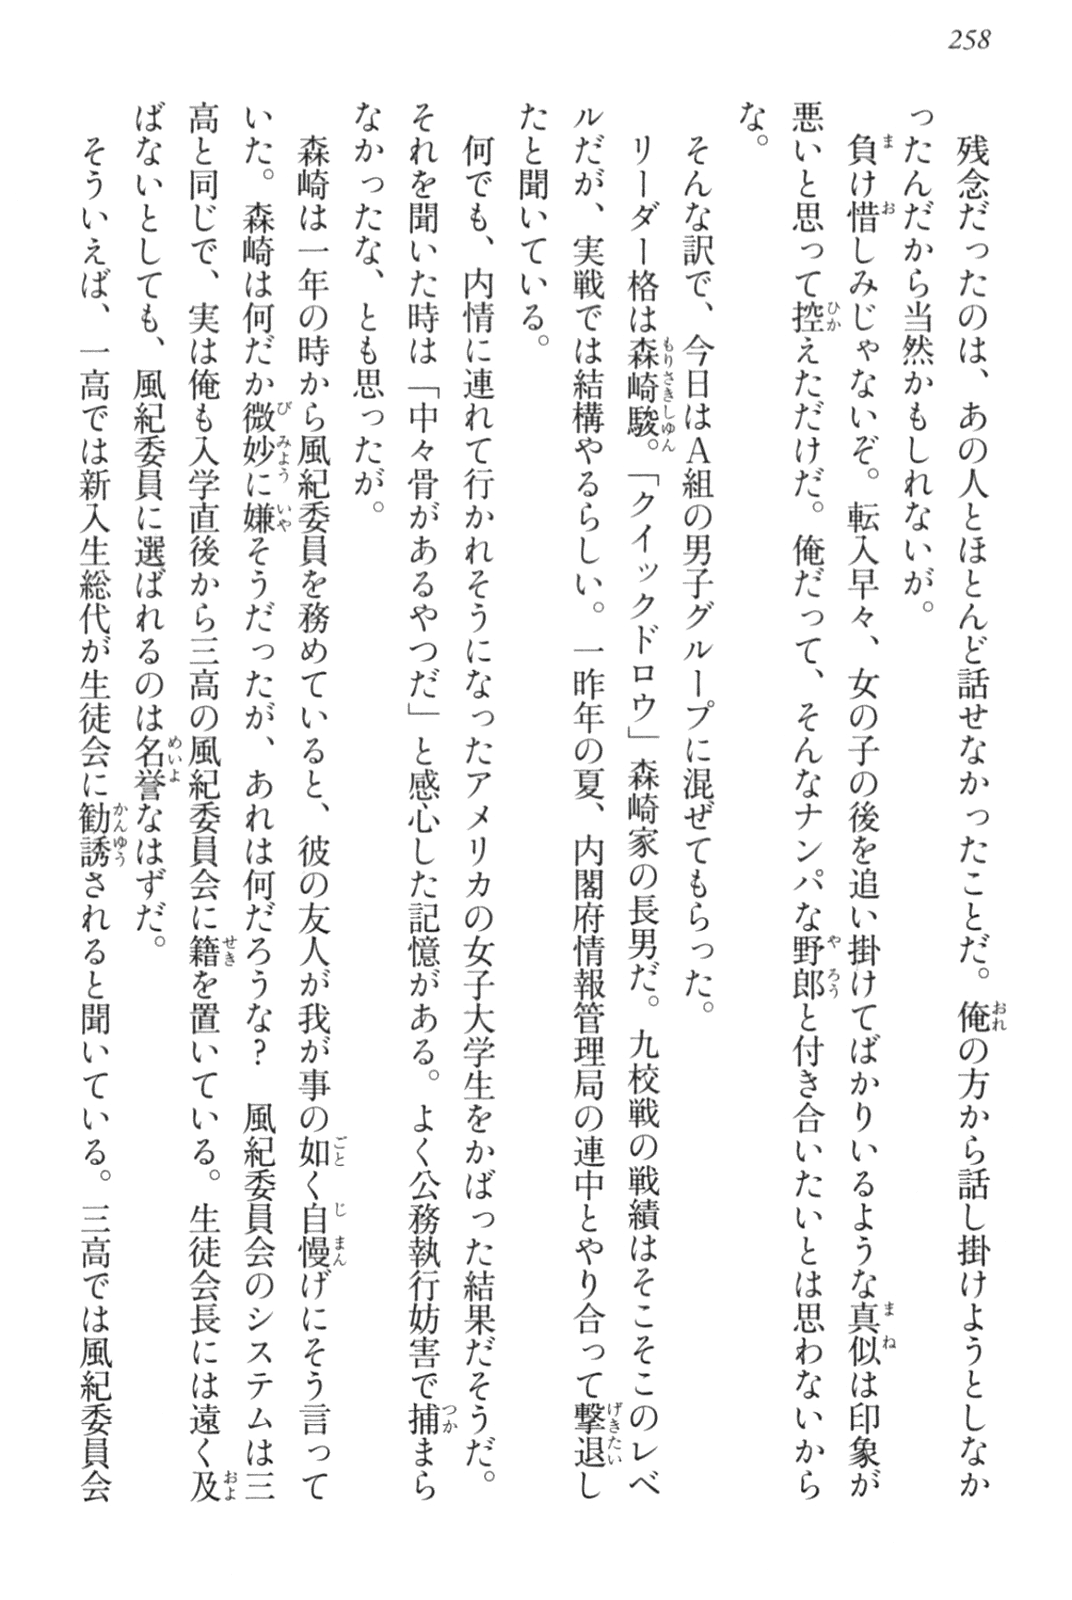 258
残念だったのは、あの人とほとんど話せなかったことだ。俺の方から話し掛けようとしなか
ったんだから当然かもしれないが。
負け惜しみじゃないぞ。転入早々、女の子の後を追い掛けてばかりいるような真似は印象が
悪いと思って控えただけだ。俺だって、そんなナンパな野郎と付き合いたいとは思わないから
な。
そんな訳で、今日はA組の男子グループに混ぜてもらった。
リーダー格は森崎駿。「クイックドロウ」森崎家の長男だ。九校戦の戦績はそこそこのレベ
ルだが、実戦では結構やるらしい。一昨年の夏、内閣府情報管理局の連中とやり合って撃退し
たと聞いている。
何でも、内情に連れて行かれそうになったアメリカの女子大学生をかばった結果だそうだ。
それを聞いた時は「中々骨があるやつだ」と感心した記憶がある。よく公務執行妨害で捕まら
なかったな、とも思ったが。
森崎は一年の時から風紀委員を務めていると、彼の友人が我が事の如く自慢げにそう言って
いた。森崎は何だか微妙に嫌そうだったが、あれは何だろうな?　風紀委員会のシステムは三
高と同じで、実は俺も入学直後から三高の風紀委員会に籍を置いている。生徒会長には遠く及
ばないとしても、風紀委員に選ばれるのは名誉なはずだ。
そういえば、一高では新入生総代が生徒会に勧誘されると聞いている。三高では風紀委員会